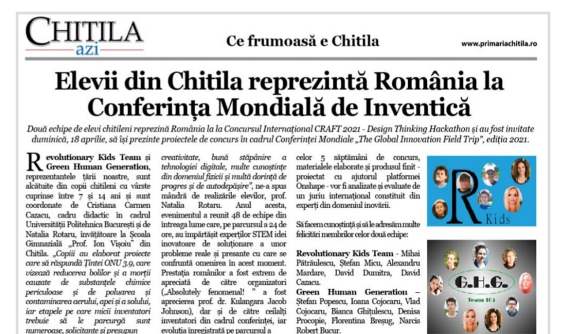 CHITILA
azi
Ce frumoasă e Chitila
www.primariachitila.ro
Elevii din Chitila reprezintă România la
Conferința Mondială de Inventică
Două echipe de elevi chitileni reprezină România la la Concursul Internațional CRAFT 2021 - Design Thinking Hackathon și au fost invitate
duminică, 18 aprilie, să își prezinte proiectele de concurs în cadrul Conferinței Mondiale „The Global Innovation Field Trip”, ediția 2021.
Revolutionary Kids Team și
Green Human Generation,
reprezentantele țării noastre, sunt
alcătuite din copii chitileni cu vârste
cuprinse între 7 și 14 ani și sunt
coordonate de Cristiana Carmen
Cazacu, cadru didactic în cadrul
Universității Politehnica București și de
Natalia Rotaru, învățătoare la Școala
Gimnazială „Prof. Ion Vișoiu” din
Chitila. „Copiii au elaborat proiecte
care să răspundă Țintei ONU 3.9, care
vizează reducerea bolilor și a morții
cauzate de substanțele chimice
periculoase și de poluarea și
contaminarea aerului, apei și a solului,
iar etapele pe care micii inventatori
trebuie să le parcurgă sunt
numeroase, solicitante și presupun
creativitate, bună stăpânire a
tehnologiei digitale, multe cunoștințe
din domeniul fizicii și multă dorință de
progres și de autodepășire”, ne-a spus
mândră de realizările elevilor, prof.
Natalia Rotaru. Anul acesta,
evenimentul a reunit 48 de echipe din
întreaga lume care, pe parcursul a 24 de
ore, au împărtășit experțilор STEM idei
inovatoare de soluționare a unor
probleme reale și presante cu care se
confruntă omenirea în acest moment.
Prestația românilor a fost extrem de
apreciată de către organizatori
(„Absolutely fenomenal! ” a fost
aprecierea prof. dr. Kulangara Jacob
Johnson), dar și de către ceilalți
inventatori din cadrul conferinței, iar
evoluția înregistrată pe parcursul a
celor 5 săptămâni de concurs,
materialele elaborate și produsul finit -
proiectat cu ajutorul platformei
Onshape - vor fi analizate și evaluate de
un juriu internațional constituit din
experți din domeniul inovării.
Să facem cunoștință și să le adresăm multe
felicitări membrilor celor două echipe:
Revolutionary Kids Team - Mihai
Pătrăulescu, Ștefan Micu, Alexandru
Mardare, David Dumitra, David
Cazacu.
Green Human Generation –
Ștefan Popescu, Ioana Cojocaru, Vlad
Cojocaru, Bianca Ghițulescu, Denisa
Procopie, Florentina Breșug, Narcis
Robert Bucur.
R
Kids
G.H.G.